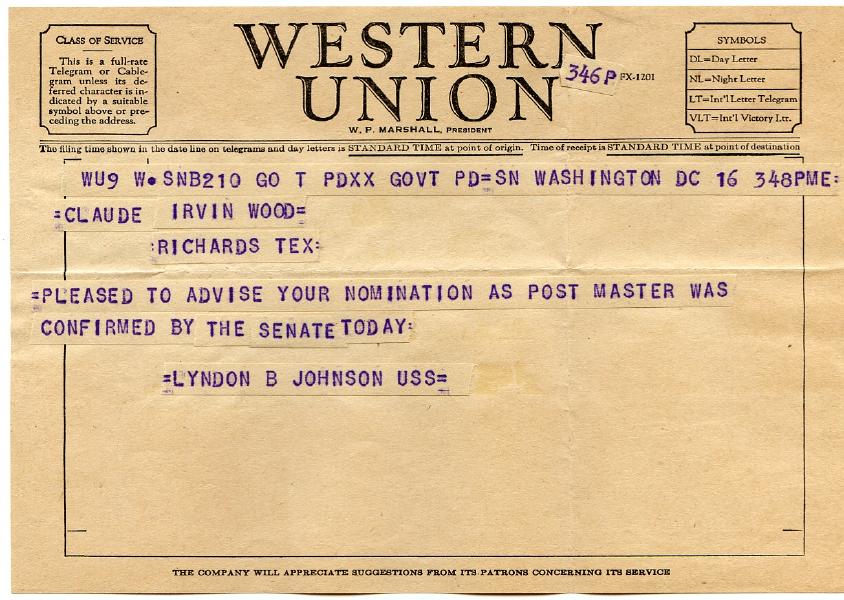 CLASS OF SERVICE
This is a full-rate
Telegram or Cable-
gram unless its de-
ferred character is in-
dicated by a suitable
symbol above or pre-
ceding the address.
WESTERN
UNION
W. P. MARSHALL, PRESIDENT
346P FX-1201
SYMBOLS
DL=Day Letter
NL=Night Letter
LT=Int'l Letter Telegram
VLT=Int'l Victory Ltr.
The filing time shown in the date line on telegrams and day letters is STANDARD TIME at point of origin. Time of receipt is STANDARD TIME at point of destination
WU9 W• SNB210 GO T PDXX GOVT PD=SN WASHINGTON DC 16 348PME:
=CLAUDE IRVIN WOOD=
:RICHARDS TEX:
=PLEASED TO ADVISE YOUR NOMINATION AS POST MASTER WAS
CONFIRMED BY THE SENATE TODAY:
=LYNDON B JOHNSON USS=
THE COMPANY WILL APPRECIATE SUGGESTIONS FROM ITS PATRONS CONCERNING ITS SERVICE